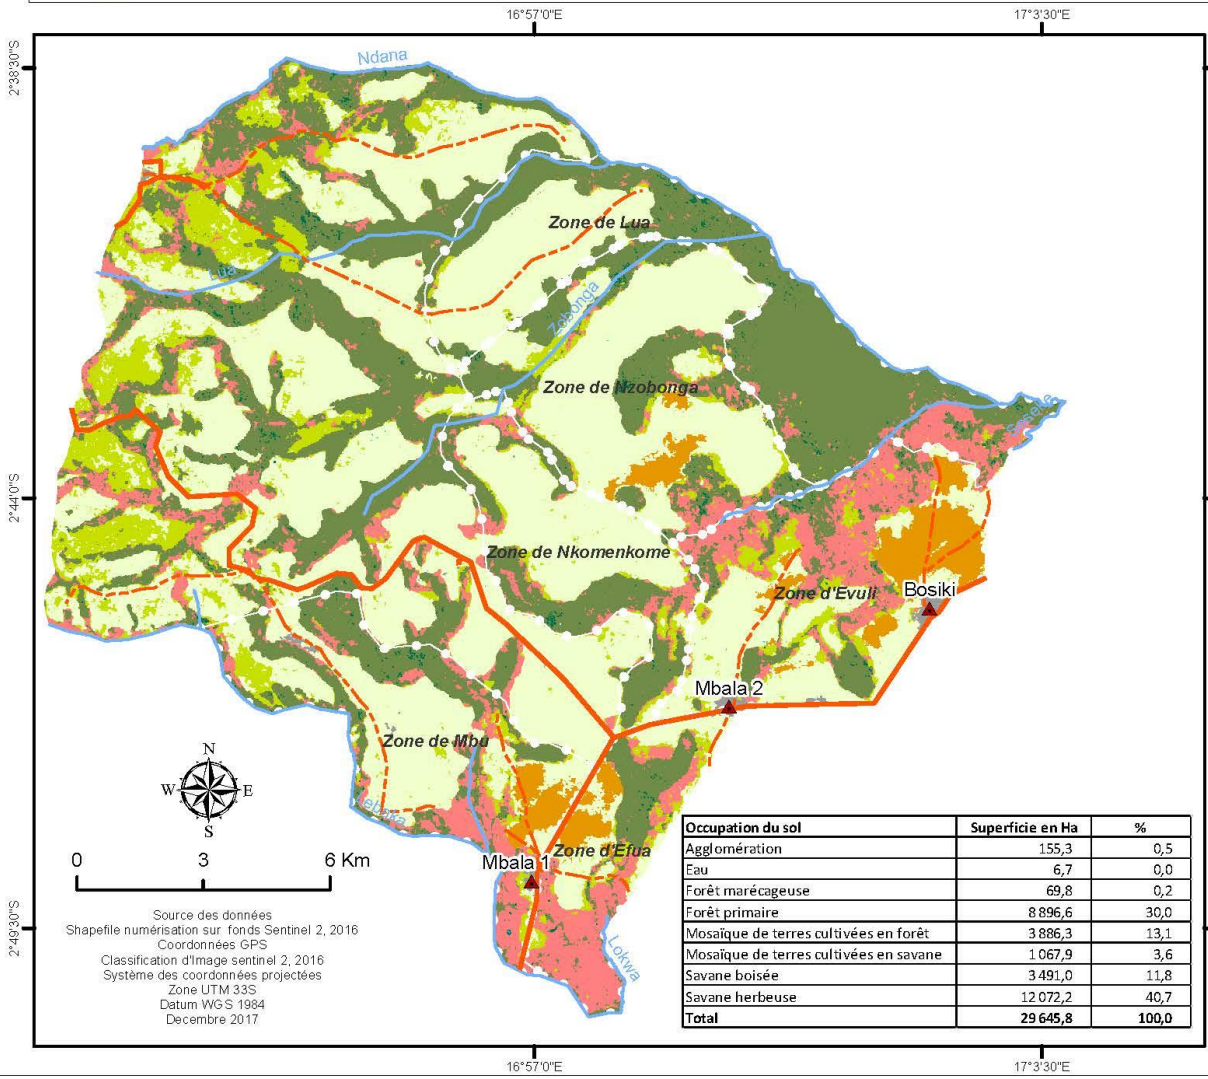 16°57'0"E 17°3'30"E
2°38'30"S
Ndana
Zone de Lua
Lua
Zobonga
Zone de Nzobonga
2°44'0"S
Zone de Nkomenkome
Zone d'Evuli
Bosiki
Mbala 2
Zone de Mbu
N
W E
S
Zone d'Efua
Mbala 1
0 3 6 Km
Lokwa
2°49'30"S
Source des données
Shapefile numérisation sur fonds Sentinel 2, 2016
Coordonnées GPS
Classification d'Image sentinel 2, 2016
Système des coordonnées projectées
Zone UTM 33S
Datum WGS 1984
Decembre 2017
Occupation du sol Superficie en Ha %
Agglomération 155,3 0,5
Eau 6,7 0,0
Forêt marécageuse 69,8 0,2
Forêt primaire 8 896,6 30,0
Mosaïque de terres cultivées en forêt 3 886,3 13,1
Mosaïque de terres cultivées en savane 1 067,9 3,6
Savane boisée 3 491,0 11,8
Savane herbeuse 12 072,2 40,7
Total 29 645,8 100,0
16°57'0"E 17°3'30"E